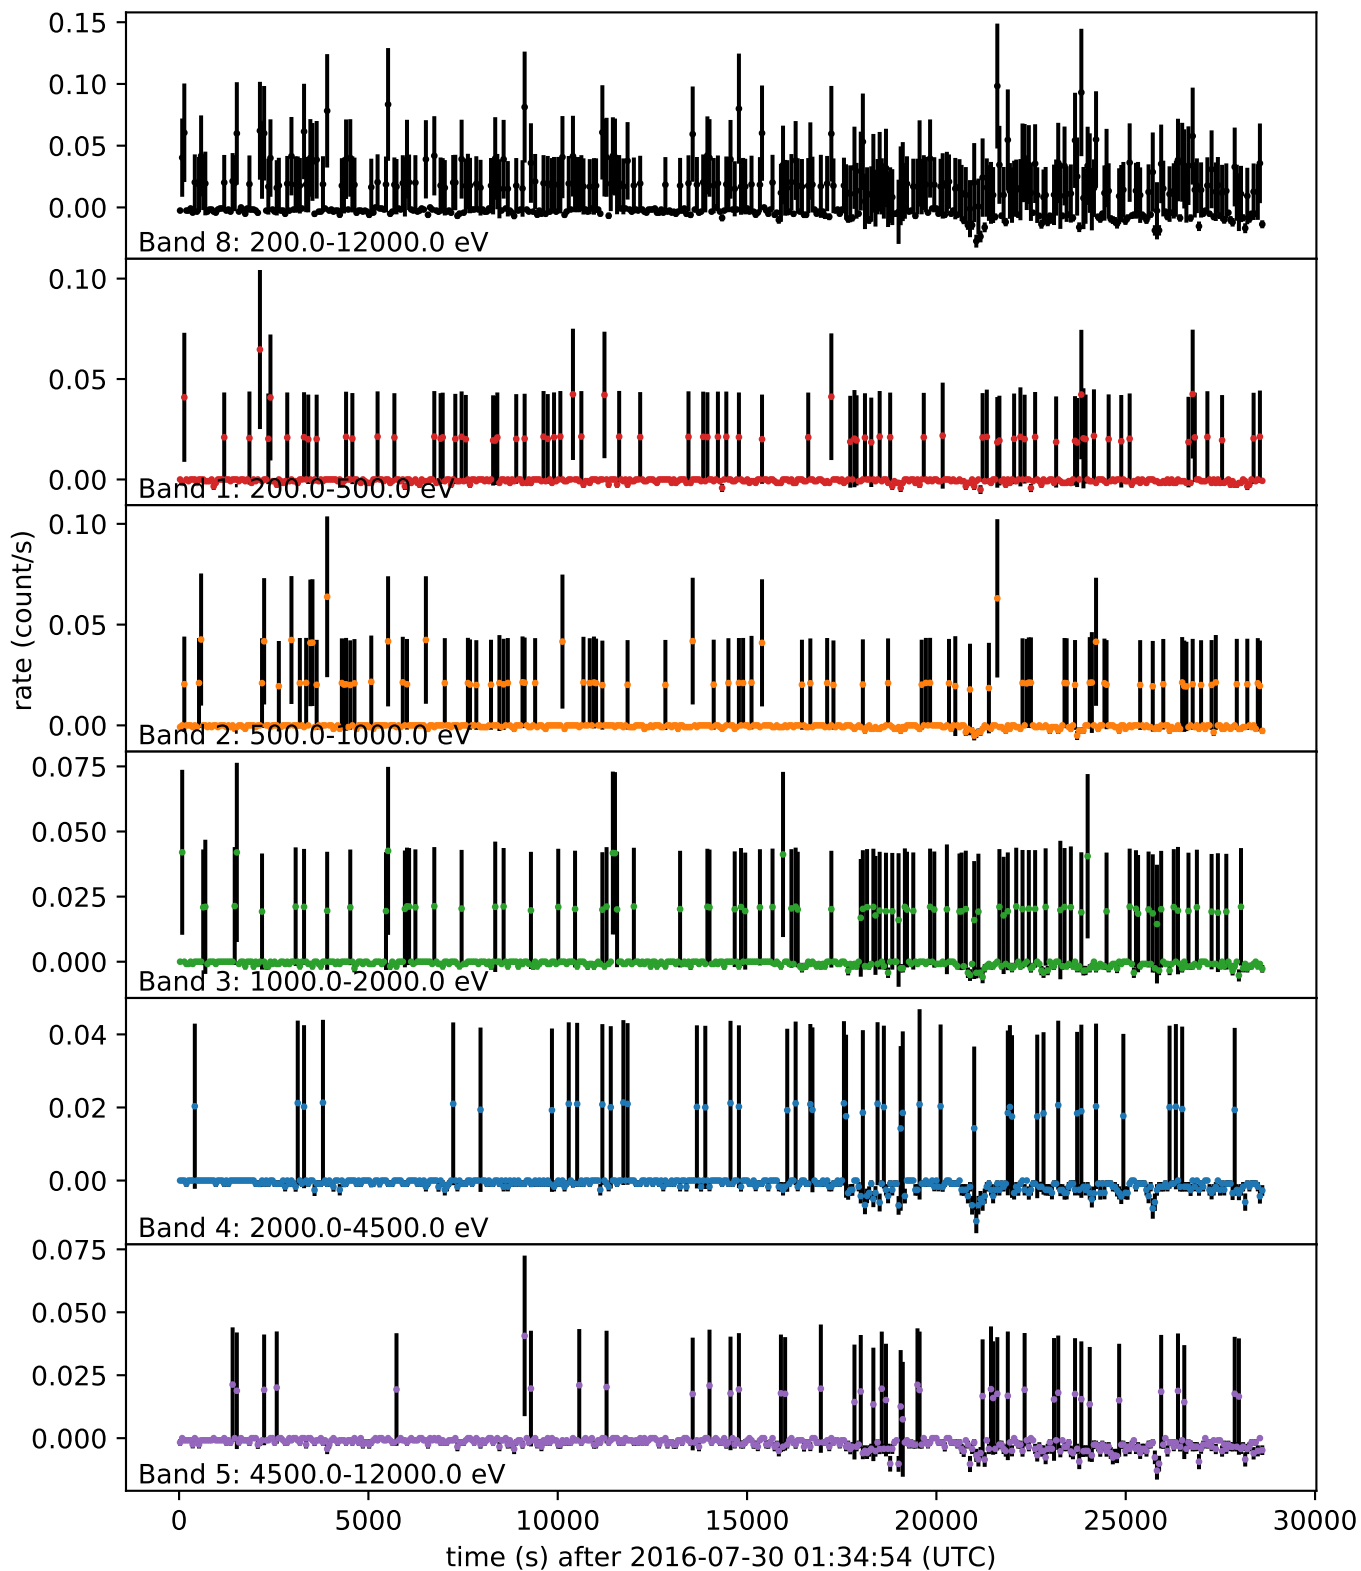 0.15
0.10
0.05
0.00
Band 8: 200.0-12000.0 eV
0.10
0.05
0.00
Band 1: 200.0-500.0 eV
0.10
0.05
0.00
Band 2: 500.0-1000.0 eV
rate (count/s)
0.075
0.050
0.025
0.000
Band 3: 1000.0-2000.0 eV
0.04
0.02
0.00
Band 4: 2000.0-4500.0 eV
0.075
0.050
0.025
0.000
Band 5: 4500.0-12000.0 eV
0 5000 10000 15000 20000 25000 30000
time (s) after 2016-07-30 01:34:54 (UTC)